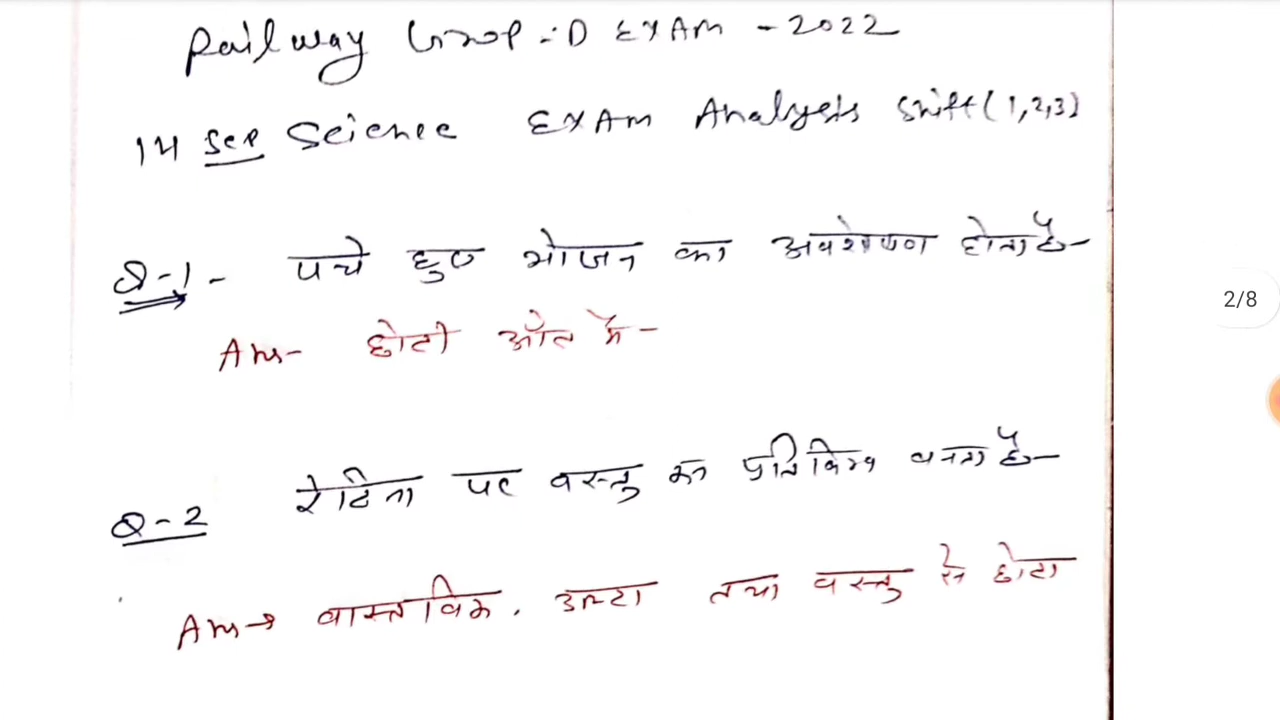 Railway Group :D EXAM - 2022
14 Sep Science EXAM Analysis Shift (1,2,3)
Q-1 - पचे हुए भोजन का अवशोषण होता है-
Ans- छोटी आँत में-
2/8
Q-2 रेटिना पर वस्तु का प्रतिबिम्ब बनता है-
Ans→ वास्तविक, उल्टा तथा वस्तु से छोटा